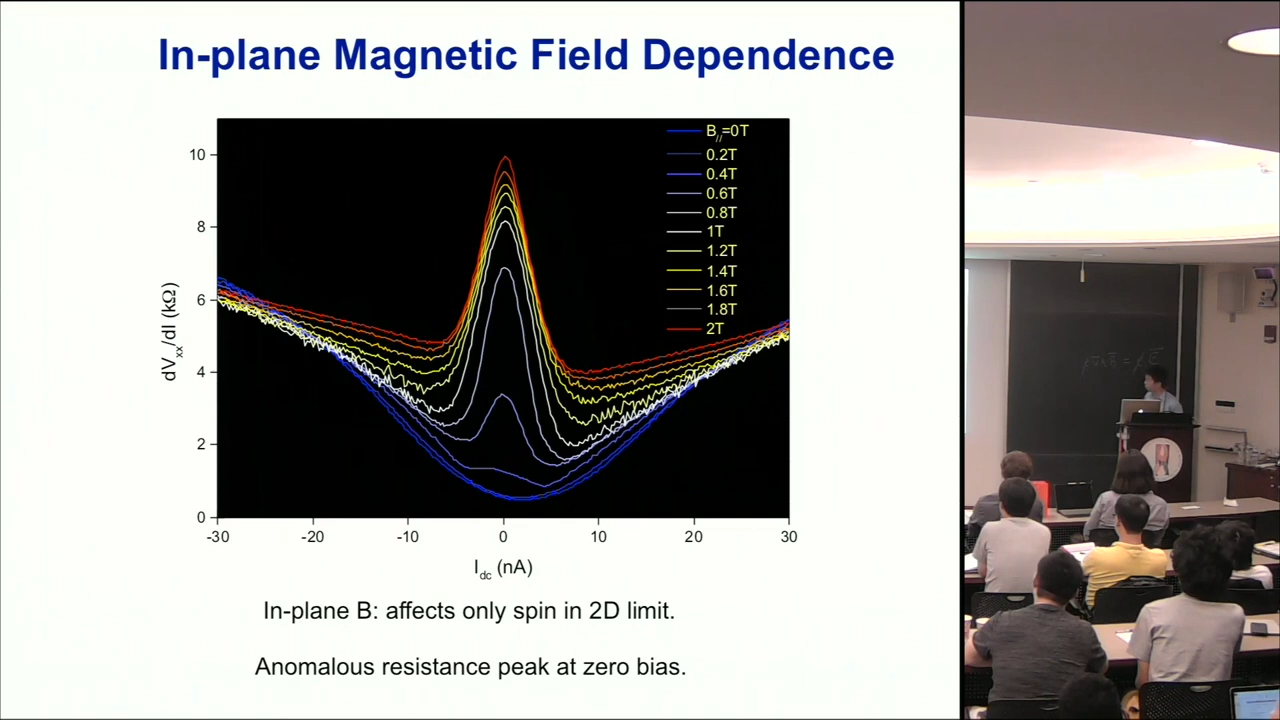 In-plane Magnetic Field Dependence
B//=0T
0.2T
0.4T
0.6T
0.8T
1T
1.2T
1.4T
1.6T
1.8T
2T
10
8
6
4
2
0
dVxx/dI (kΩ)
-30 -20 -10 0 10 20 30
Idc (nA)
In-plane B: affects only spin in 2D limit.
Anomalous resistance peak at zero bias.